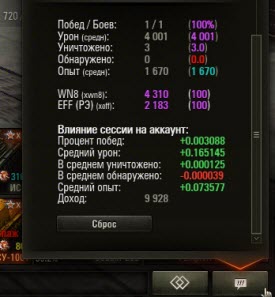 720
Побед / Боев: 1 / 1 (100%)
Урон (средн): 4 001 (4 001)
Уничтожено: 3 (3.0)
Обнаружено: 0 (0.0)
Опыт (средн): 1 670 (1 670)
WN8 (xwn8): 4 310 (100)
EFF (РЭ) (xeff): 2 183 (100)
Влияние сессии на аккаунт:
Процент побед: +0.003088
Средний урон: +0.165145
В среднем уничтожено: +0.000125
В среднем обнаружено: -0.000039
Средний опыт: +0.073577
Доход: 9 928
Сброс